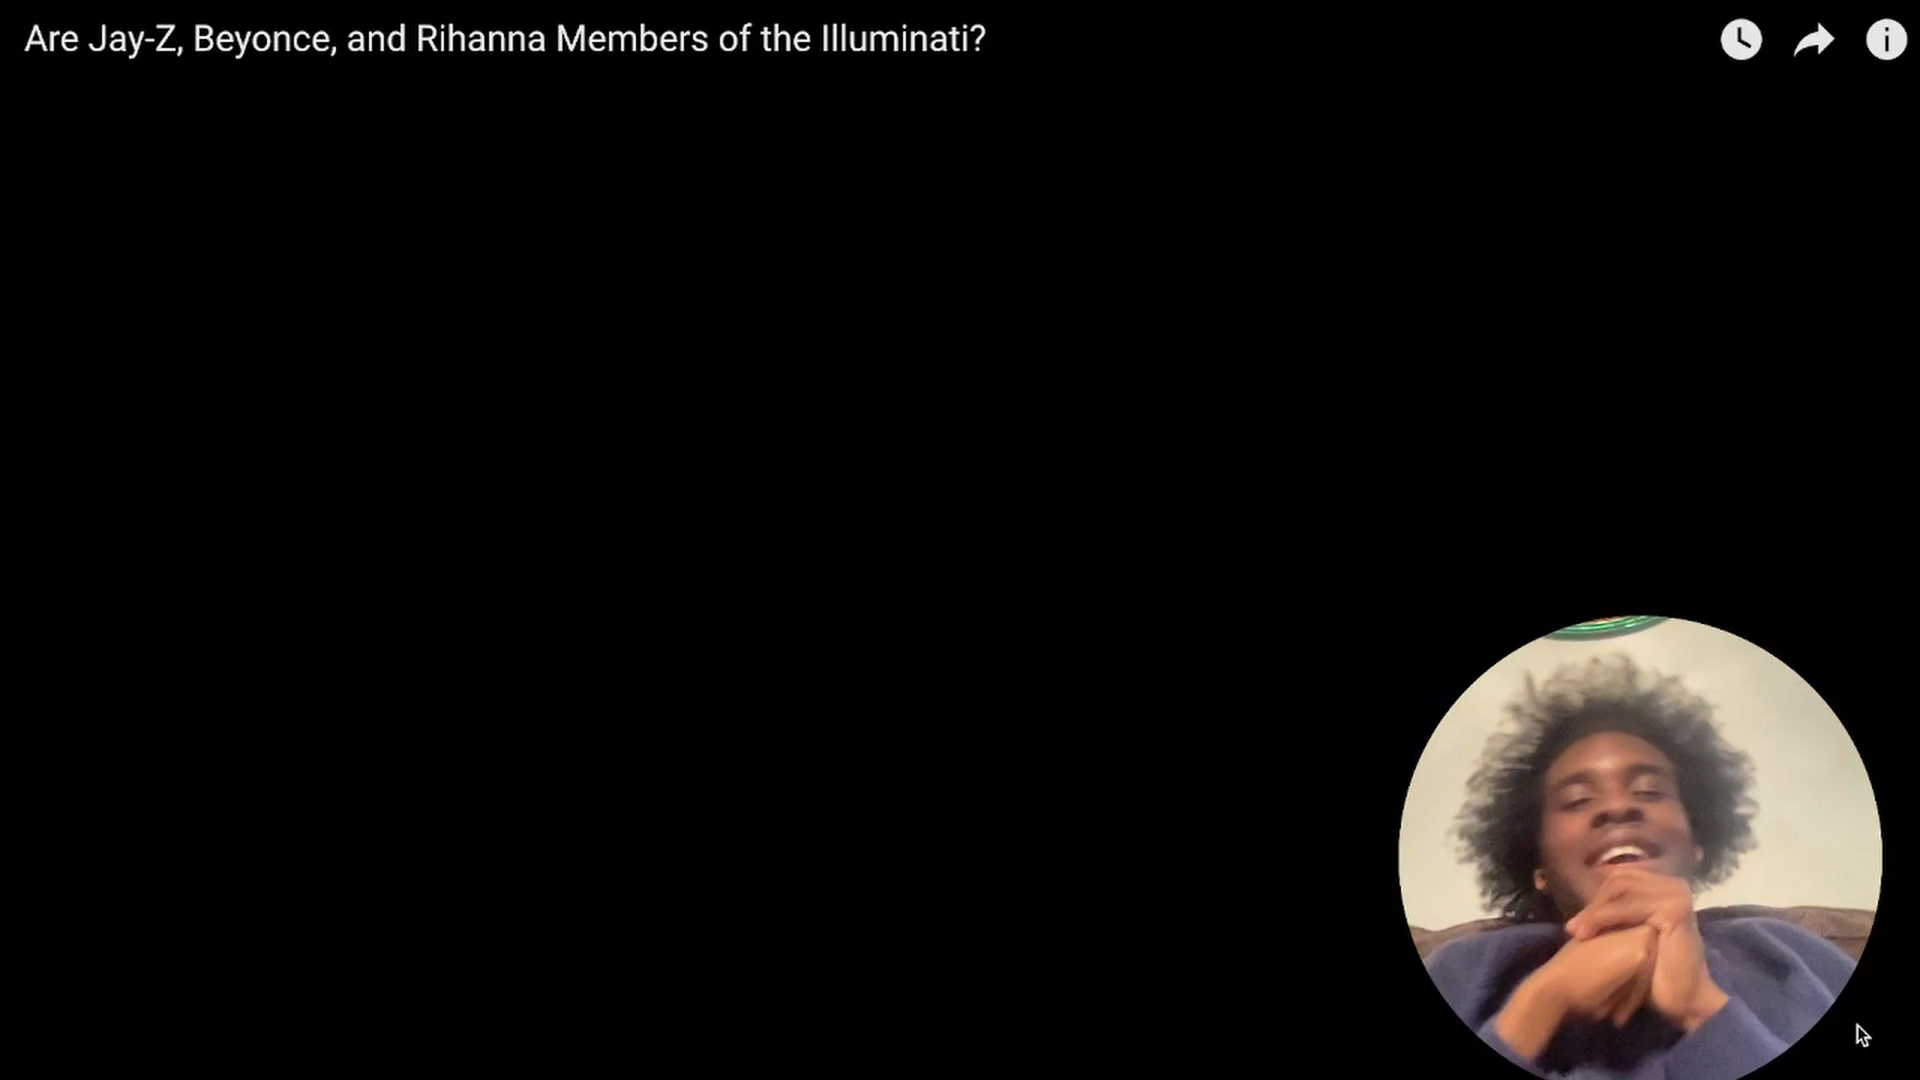 Are Jay-Z, Beyonce, and Rihanna Members of the Illuminati?